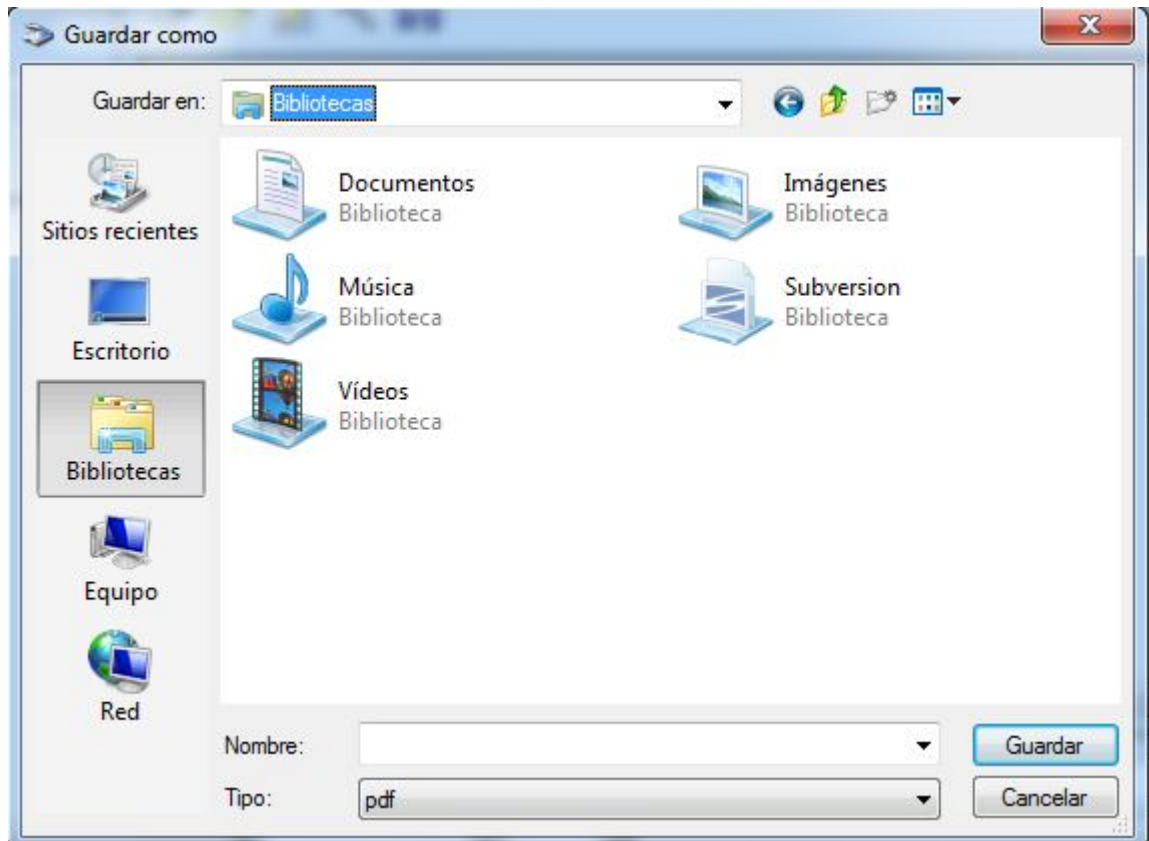 Guardar como
Guardar en:
Bibliotecas
Sitios recientes
Escritorio
Bibliotecas
Equipo
Red
Documentos
Biblioteca
Imágenes
Biblioteca
Música
Biblioteca
Subversion
Biblioteca
Vídeos
Biblioteca
Nombre:
Guardar
Tipo:
pdf
Cancelar